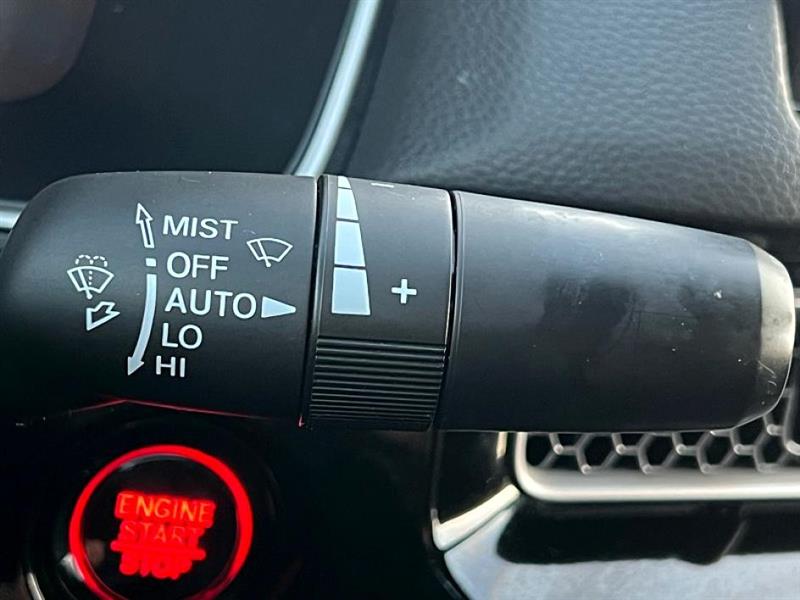 MIST
OFF
AUTO
LO
HI
−
+
ENGINE
START
STOP